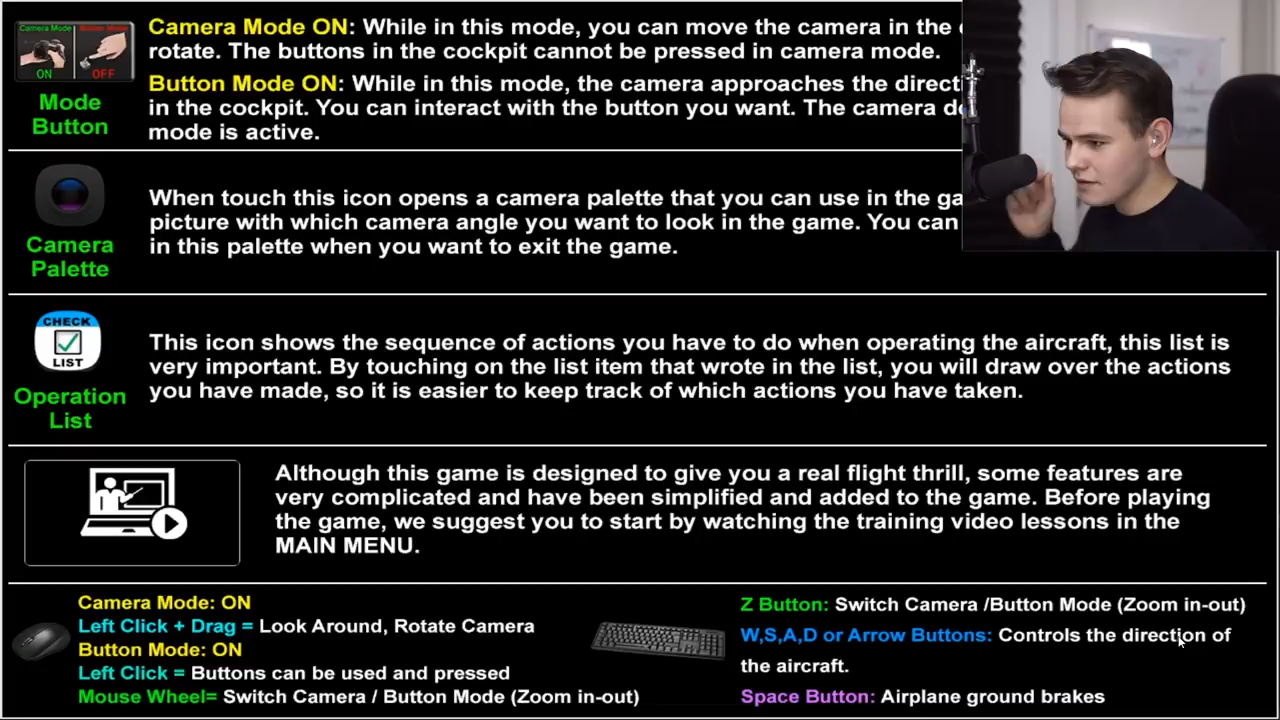 Camera Mode Button Mode
ON OFF
Mode
Button
Camera Mode ON: While in this mode, you can move the camera in the
rotate. The buttons in the cockpit cannot be pressed in camera mode.
Button Mode ON: While in this mode, the camera approaches the
in the cockpit. You can interact with the button you want. The camera
mode is active.
Camera
Palette
When touch this icon opens a camera palette that you can use in the
picture with which camera angle you want to look in the game. You can
in this palette when you want to exit the game.
CHECK
LIST
Operation
List
This icon shows the sequence of actions you have to do when operating the aircraft, this list is
very important. By touching on the list item that wrote in the list, you will draw over the actions
you have made, so it is easier to keep track of which actions you have taken.
Although this game is designed to give you a real flight thrill, some features are
very complicated and have been simplified and added to the game. Before playing
the game, we suggest you to start by watching the training video lessons in the
MAIN MENU.
Camera Mode: ON
Left Click + Drag = Look Around, Rotate Camera
Button Mode: ON
Left Click = Buttons can be used and pressed
Mouse Wheel= Switch Camera / Button Mode (Zoom in-out)
Z Button: Switch Camera /Button Mode (Zoom in-out)
W,S,A,D or Arrow Buttons: Controls the direction of
the aircraft.
Space Button: Airplane ground brakes